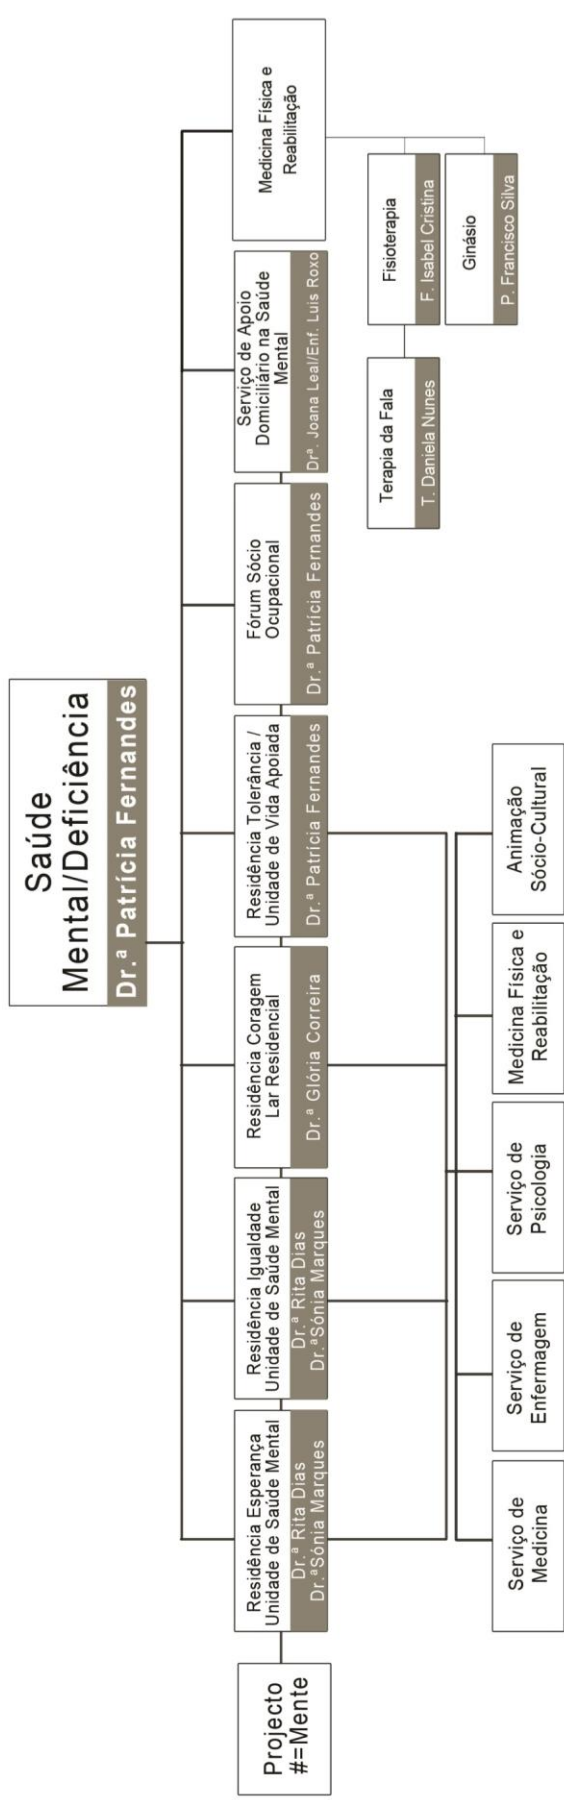 Saúde
Mental/Deficiência
Dr.ª Patrícia Fernandes
Projecto
#=Mente
Residência Esperança
Unidade de Saúde Mental
Dr.ª Rita Dias
Dr.ªSónia Marques
Residência Igualdade
Unidade de Saúde Mental
Dr.ª Rita Dias
Dr.ªSónia Marques
Residência Coragem
Lar Residencial
Dr.ª Glória Correira
Residência Tolerância /
Unidade de Vida Apoiada
Dr.ª Patrícia Fernandes
Fórum Sócio
Ocupacional
Dr.ª Patrícia Fernandes
Serviço de Apoio
Domiciliário na Saúde
Mental
Drª. Joana Leal/Enf. Luis Roxo
Medicina Física e
Reabilitação
Terapia da Fala
T. Daniela Nunes
Fisioterapia
F. Isabel Cristina
Ginásio
P. Francisco Silva
Serviço de
Medicina
Serviço de
Enfermagem
Serviço de
Psicologia
Medicina Física e
Reabilitação
Animação
Sócio-Cultural